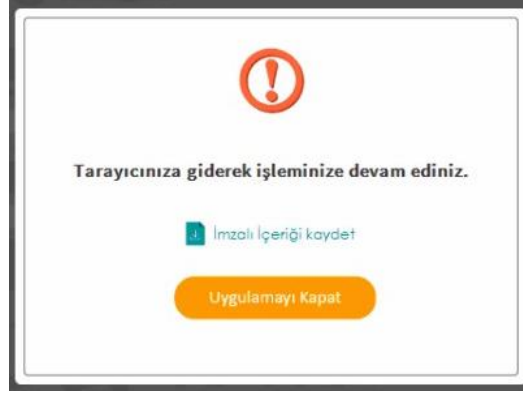 Tarayıcınıza giderek işleminize devam ediniz.
İmzalı İçeriği kaydet
Uygulamayı Kapat